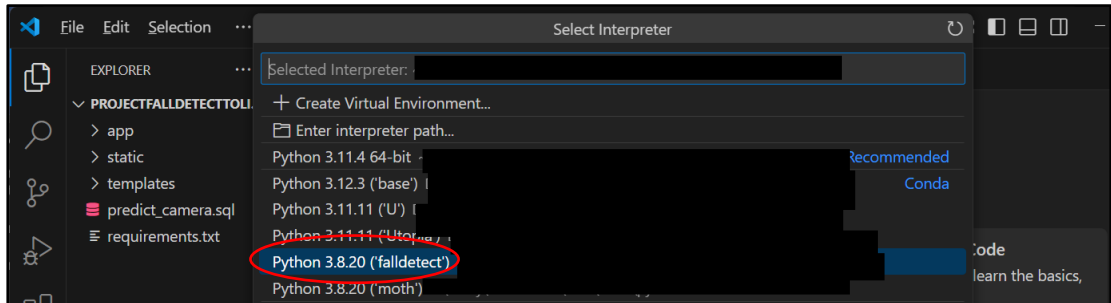 File Edit Selection ···
Select Interpreter
EXPLORER ···
PROJECTFALLDETECTTOLI
app
static
templates
predict_camera.sql
requirements.txt
Selected Interpreter:
+ Create Virtual Environment...
Enter interpreter path...
Python 3.11.4 64-bit Recommended
Python 3.12.3 ('base') Conda
Python 3.11.11 ('U')
Python 3.11.11 ('Utopia')
Python 3.8.20 ('falldetect')
Python 3.8.20 ('moth')
Code
learn the basics,